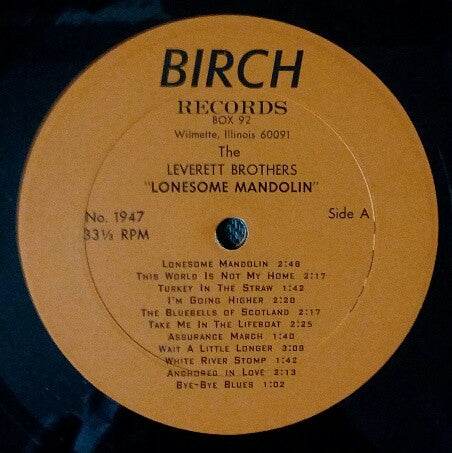 BIRCH
RECORDS
BOX 92
Wilmette, Illinois 60091
The
LEVERETT BROTHERS
"LONESOME MANDOLIN"
No. 1947
Side A
33⅓ RPM
LONESOME MANDOLIN 2:48
THIS WORLD IS NOT MY HOME 2:17
TURKEY IN THE STRAW 1:42
I'M GOING HIGHER 2:20
THE BLUEBELLS OF SCOTLAND 2:17
TAKE ME IN THE LIFEBOAT 2:25
ASSURANCE MARCH 1:40
WAIT A LITTLE LONGER 3:08
WHITE RIVER STOMP 1:42
ANCHORED IN LOVE 2:13
BYE-BYE BLUES 1:02